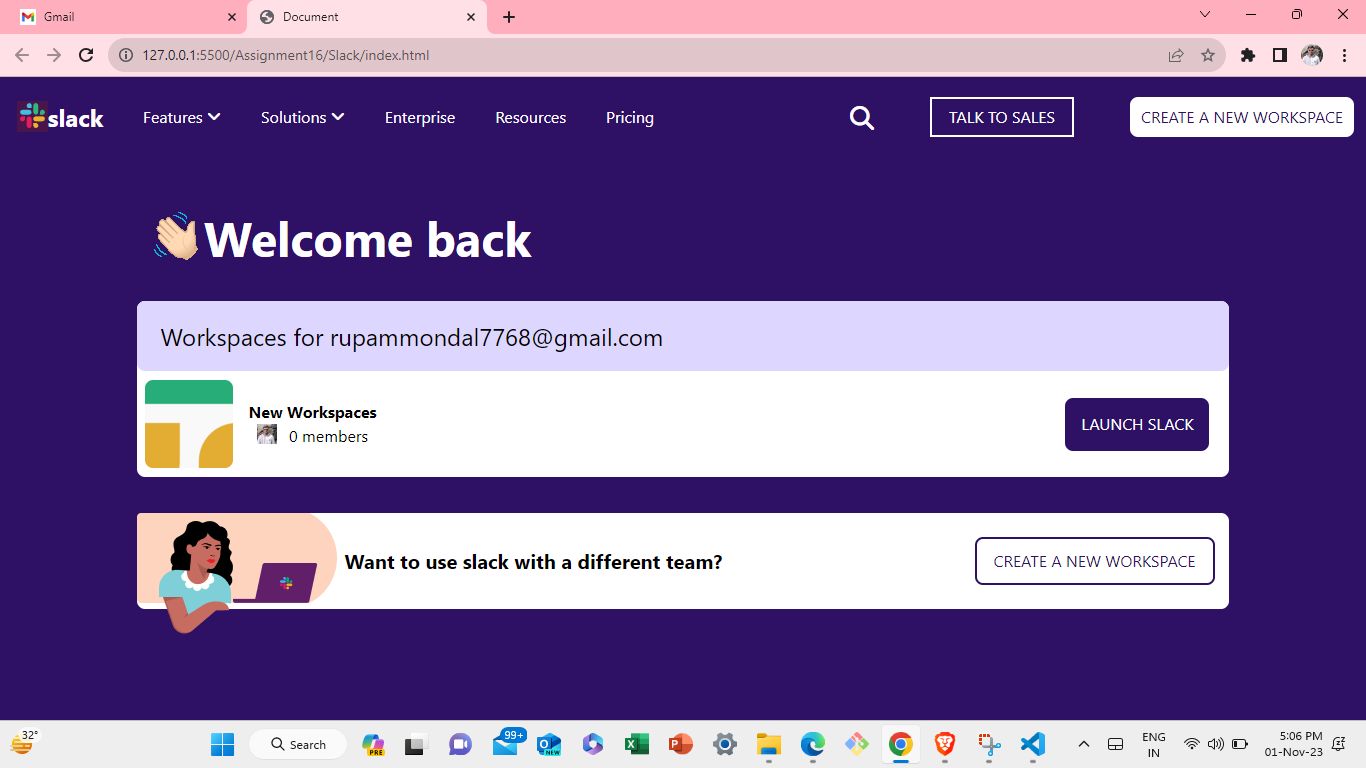 Gmail
Document
127.0.0.1:5500/Assignment16/Slack/index.html
slack Features Solutions Enterprise Resources Pricing TALK TO SALES CREATE A NEW WORKSPACE
Welcome back
Workspaces for rupammondal7768@gmail.com
New Workspaces
0 members
LAUNCH SLACK
Want to use slack with a different team?
CREATE A NEW WORKSPACE
32°
Search
PRE
99+
NEW
ENG
IN
5:06 PM
01-Nov-23